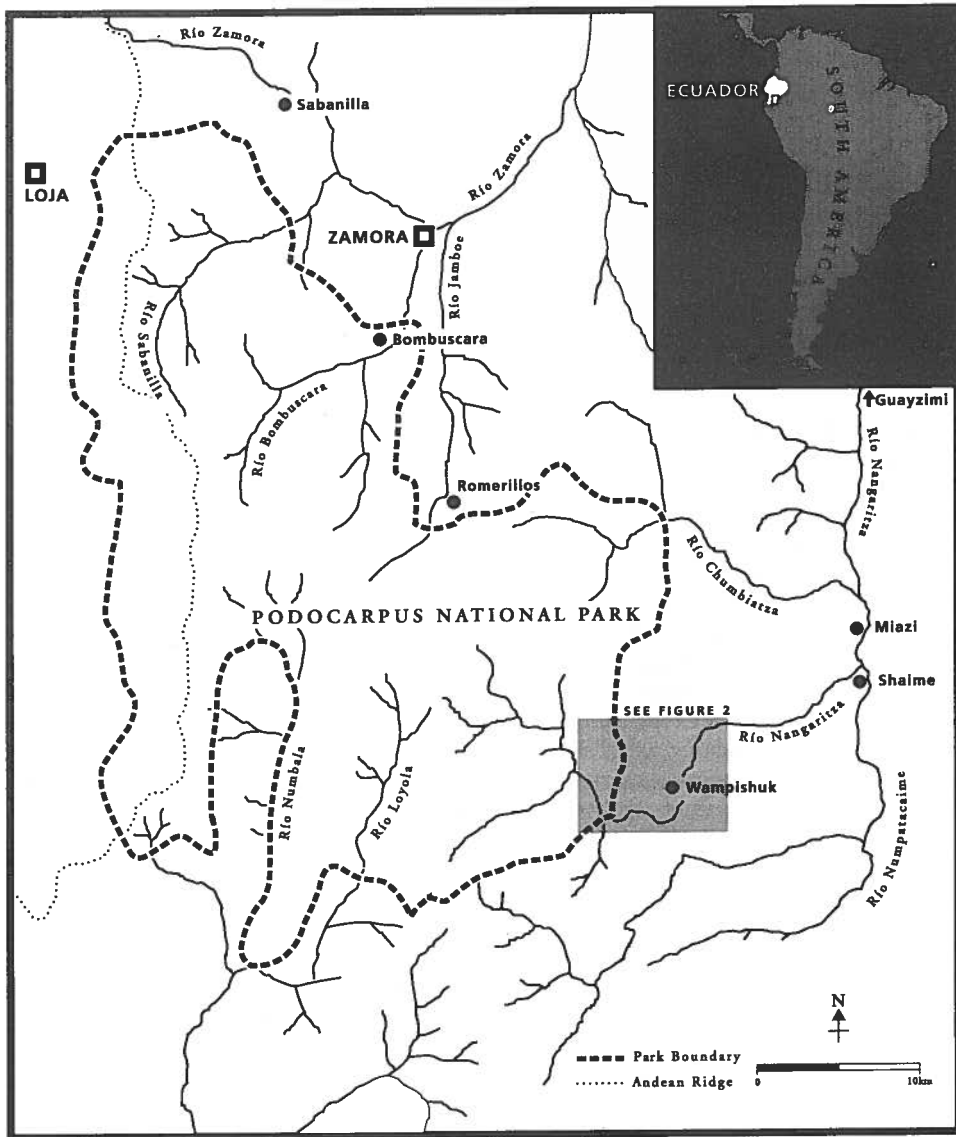 Río Zamora
Sabanilla
ECUADOR
SOUTH AMERICA
LOJA
Río Zamora
ZAMORA
Río Jamboe
Río Sabanilla
Bombuscara
Guayzimi
Río Bombuscara
Río Nangaritza
Romerillos
Río Chumbiatza
PODOCARPUS NATIONAL PARK
Miazi
Shaime
SEE FIGURE 2
Río Nangaritza
Río Numbala
Río Loyola
Wampishuk
Río Numpatacaime
N
Park Boundary
Andean Ridge
0 10km